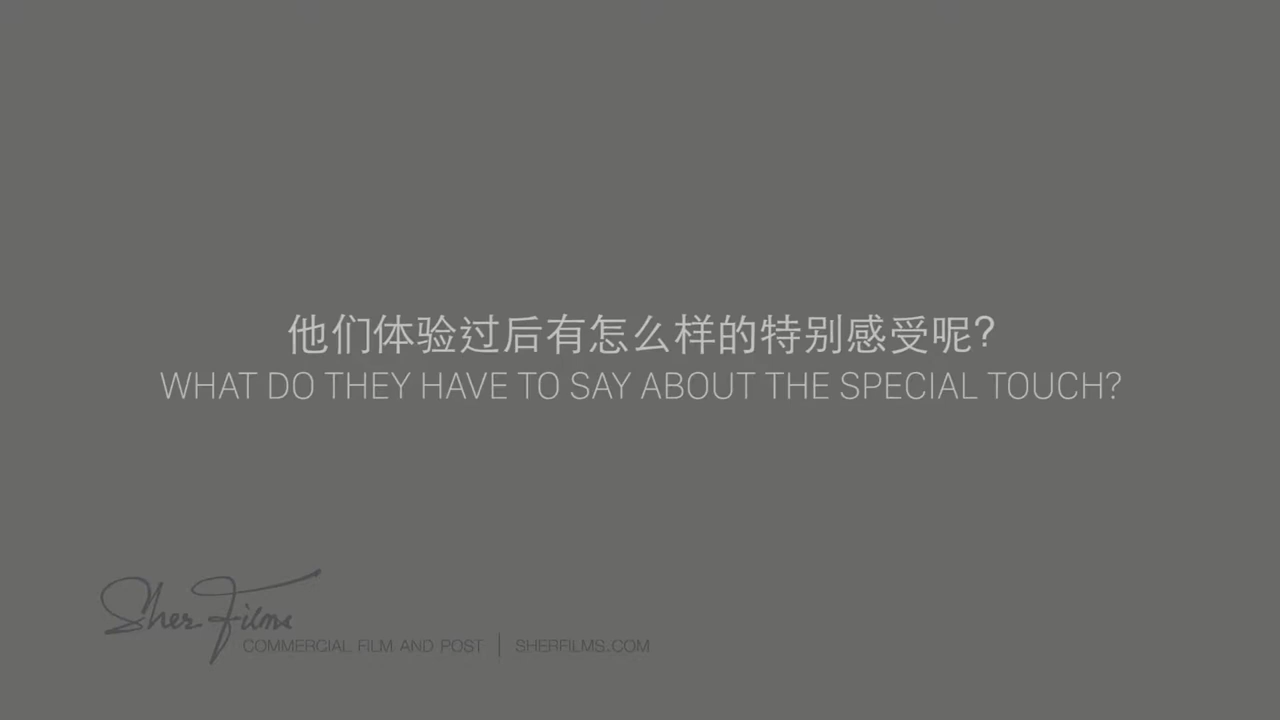 他们体验过后有怎么样的特别感受呢?
WHAT DO THEY HAVE TO SAY ABOUT THE SPECIAL TOUCH?
Sher Films
COMMERCIAL FILM AND POST | SHERFILMS.COM